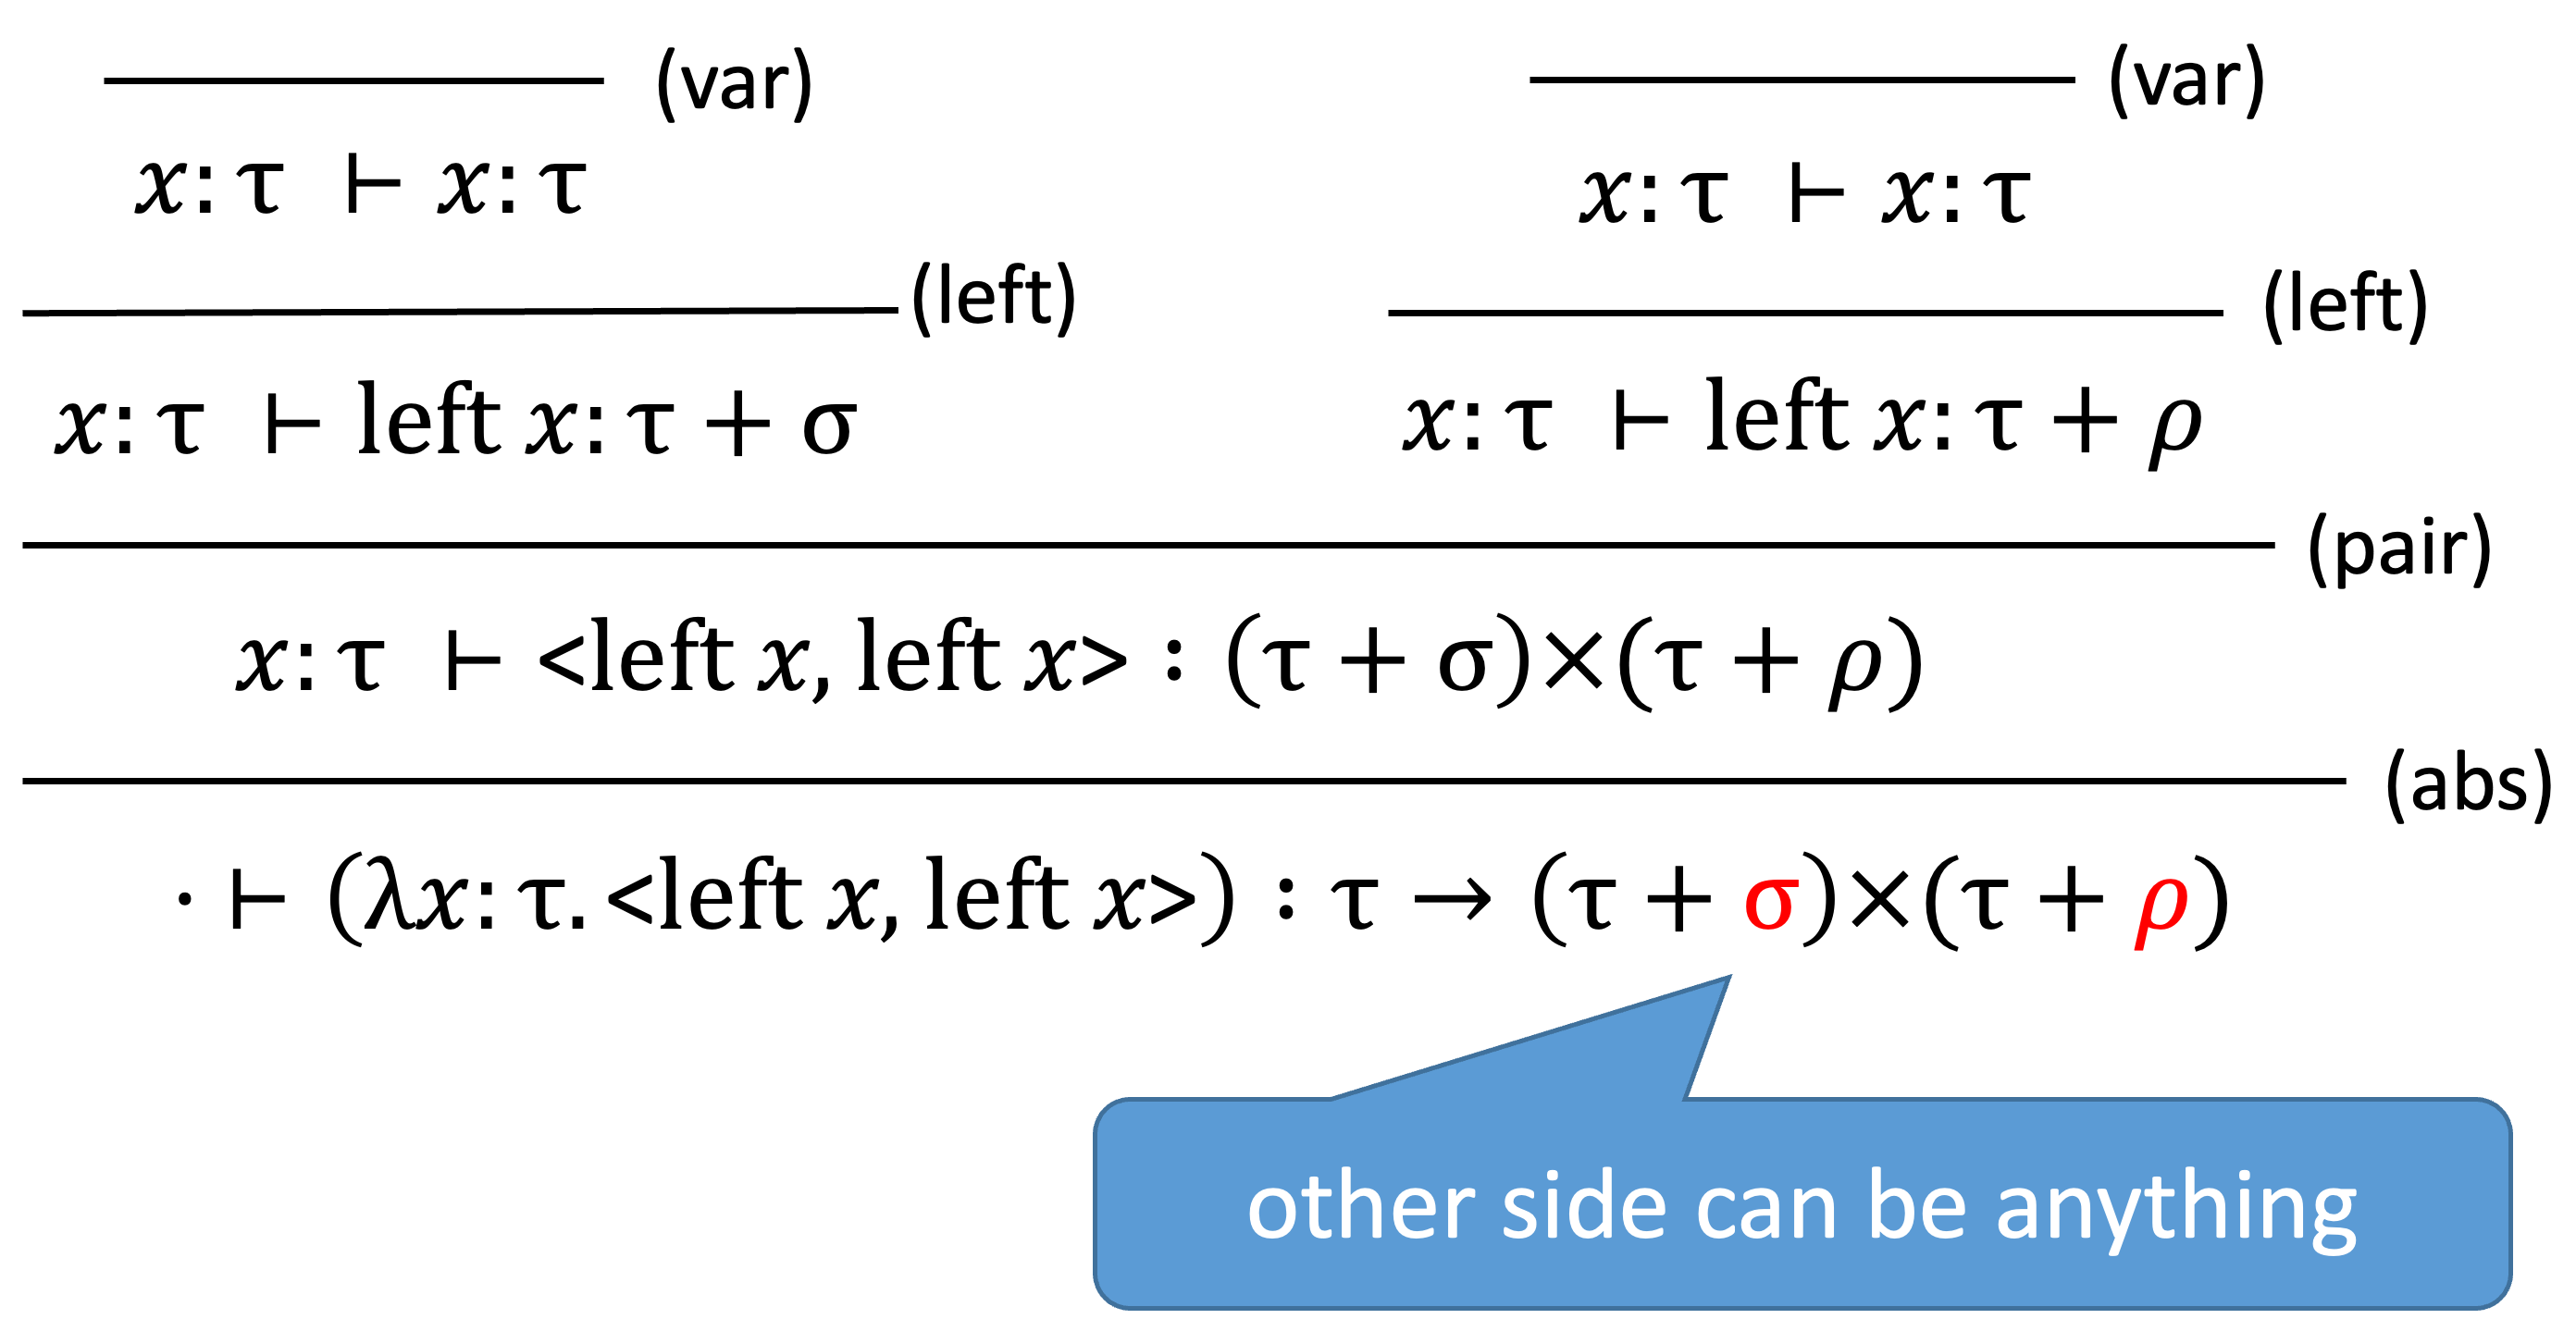 (var) (var)
x: τ ⊢ x: τ x: τ ⊢ x: τ
(left) (left)
x: τ ⊢ left x: τ + σ x: τ ⊢ left x: τ + ρ
(pair)
x: τ ⊢ <left x, left x> : (τ + σ)×(τ + ρ)
(abs)
· ⊢ (λx: τ. <left x, left x>) : τ → (τ + σ)×(τ + ρ)
other side can be anything